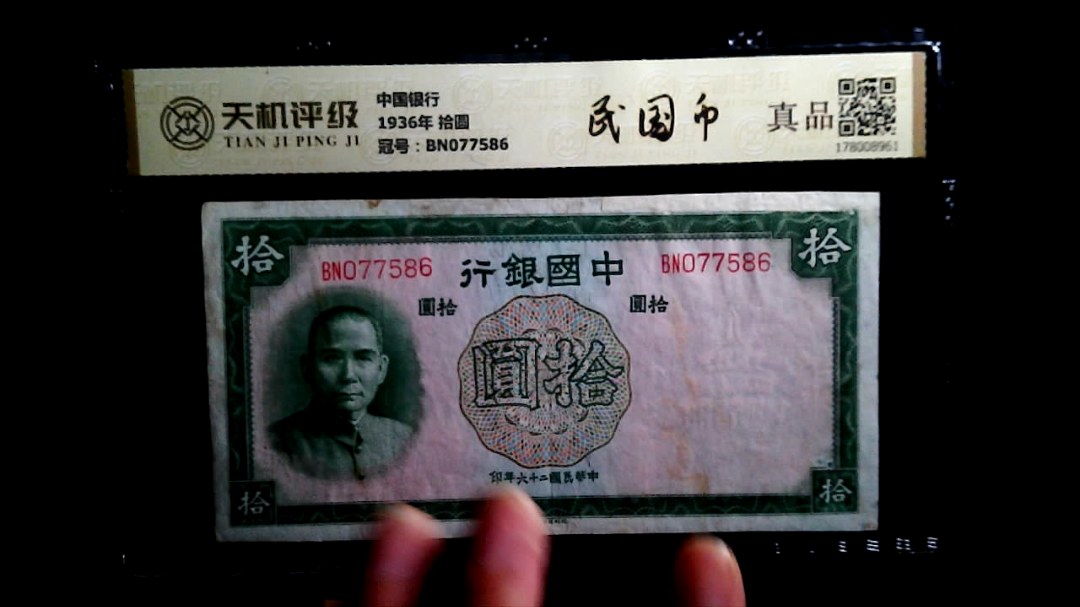 天机评级
TIAN JI PING JI
中国银行
1936年 拾圆
冠号：BN077586
民国币
真品
178008961
拾
拾
BN077586
行銀國中
BN077586
圓拾
圓拾
圓拾
印年六十二國民華中
拾
拾